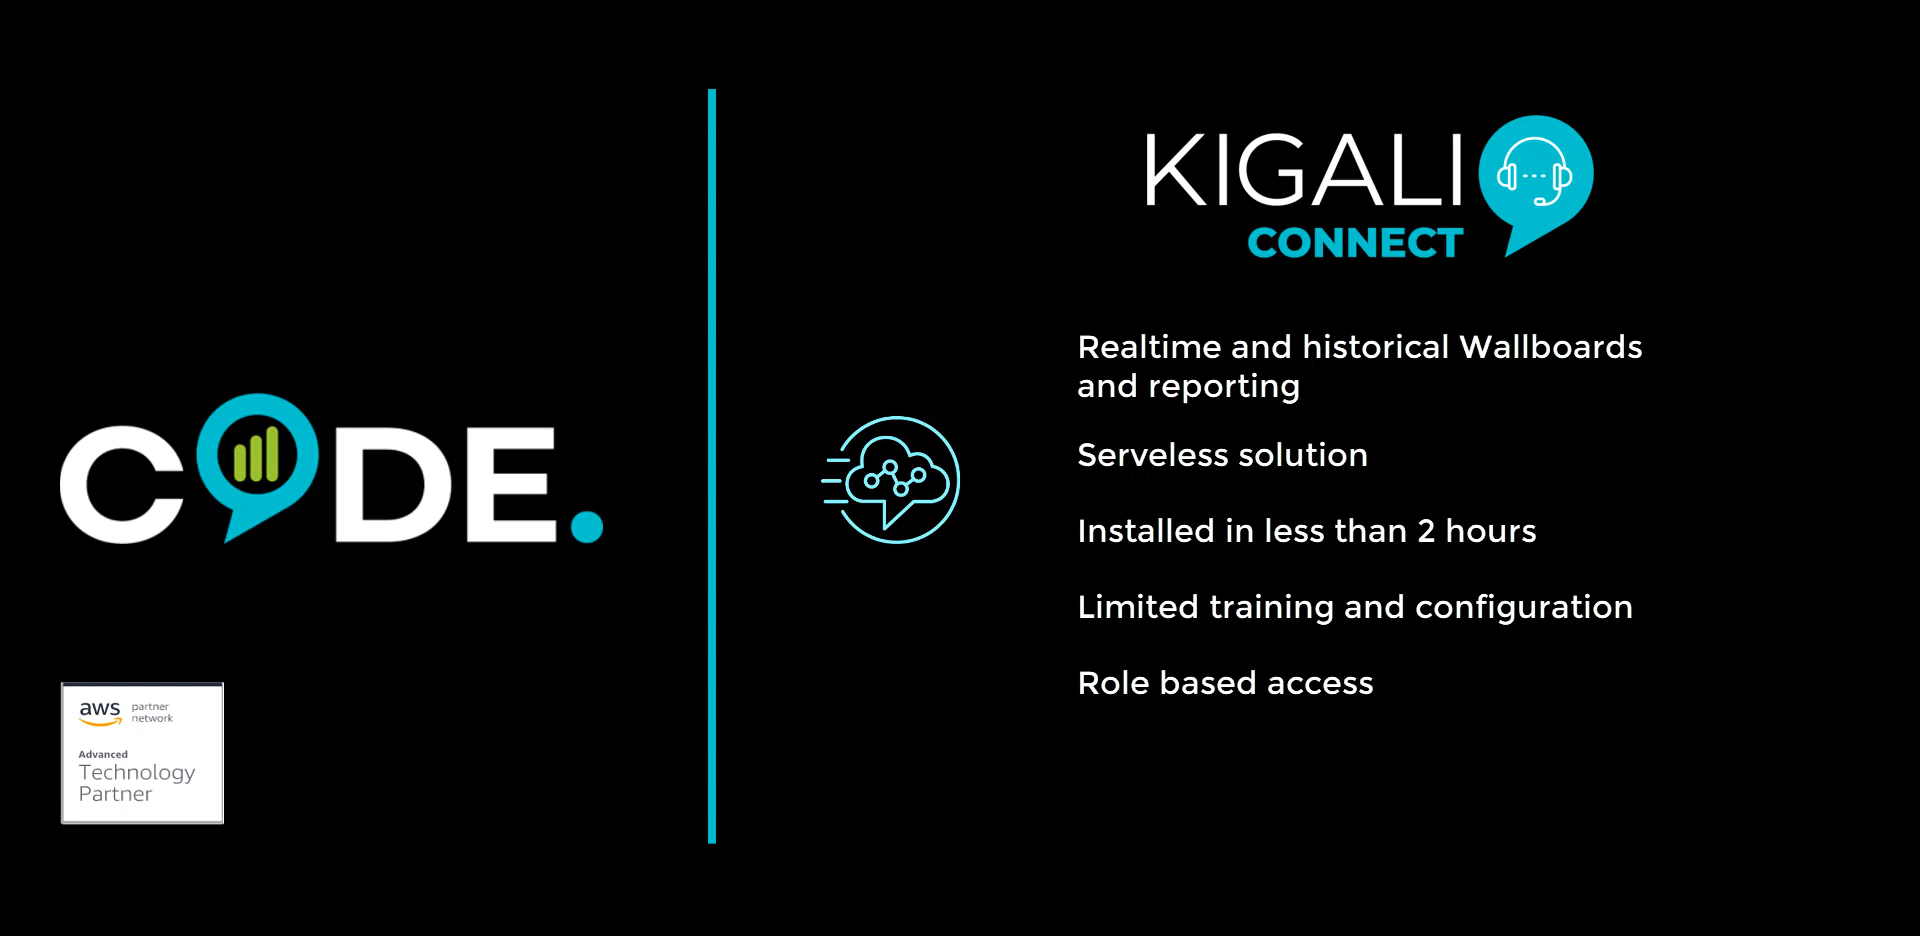 CODE.
aws partner
network
Advanced
Technology
Partner
KIGALI
CONNECT
Realtime and historical Wallboards
and reporting
Serveless solution
Installed in less than 2 hours
Limited training and configuration
Role based access